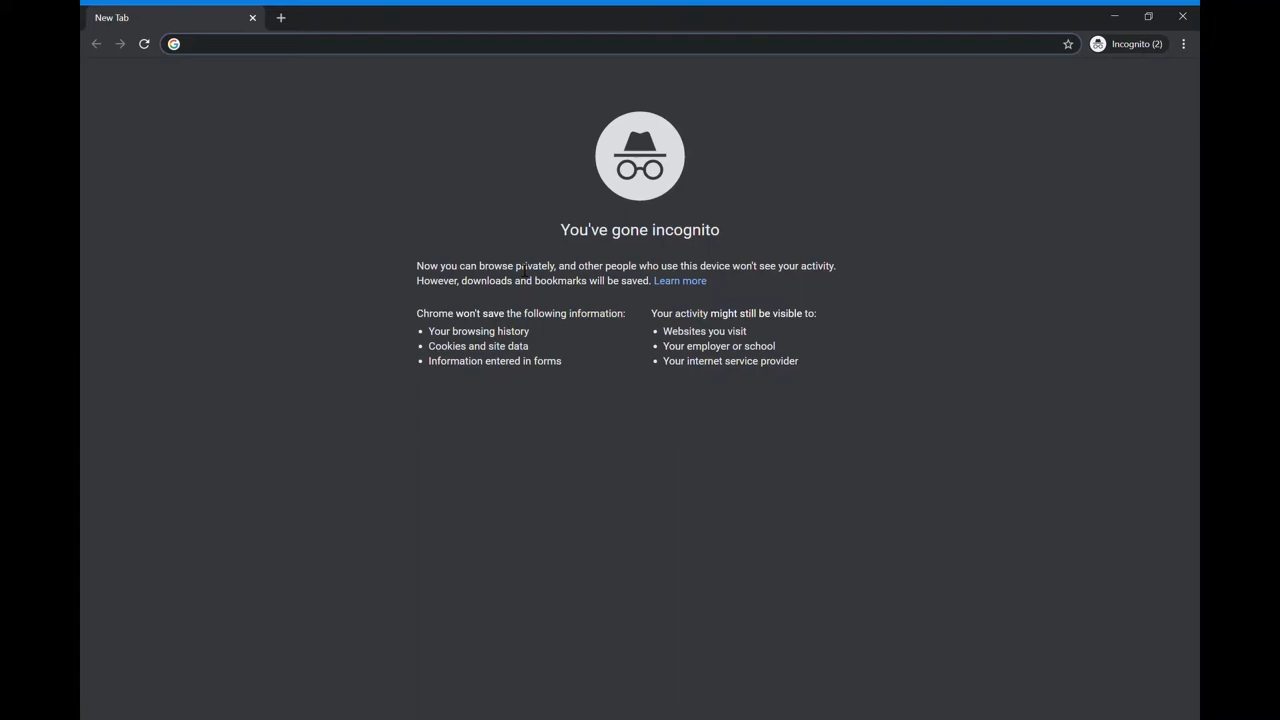 New Tab
Incognito (2)
You've gone incognito
Now you can browse privately, and other people who use this device won't see your activity.
However, downloads and bookmarks will be saved. Learn more
Chrome won't save the following information:
Your browsing history
Cookies and site data
Information entered in forms
Your activity might still be visible to:
Websites you visit
Your employer or school
Your internet service provider